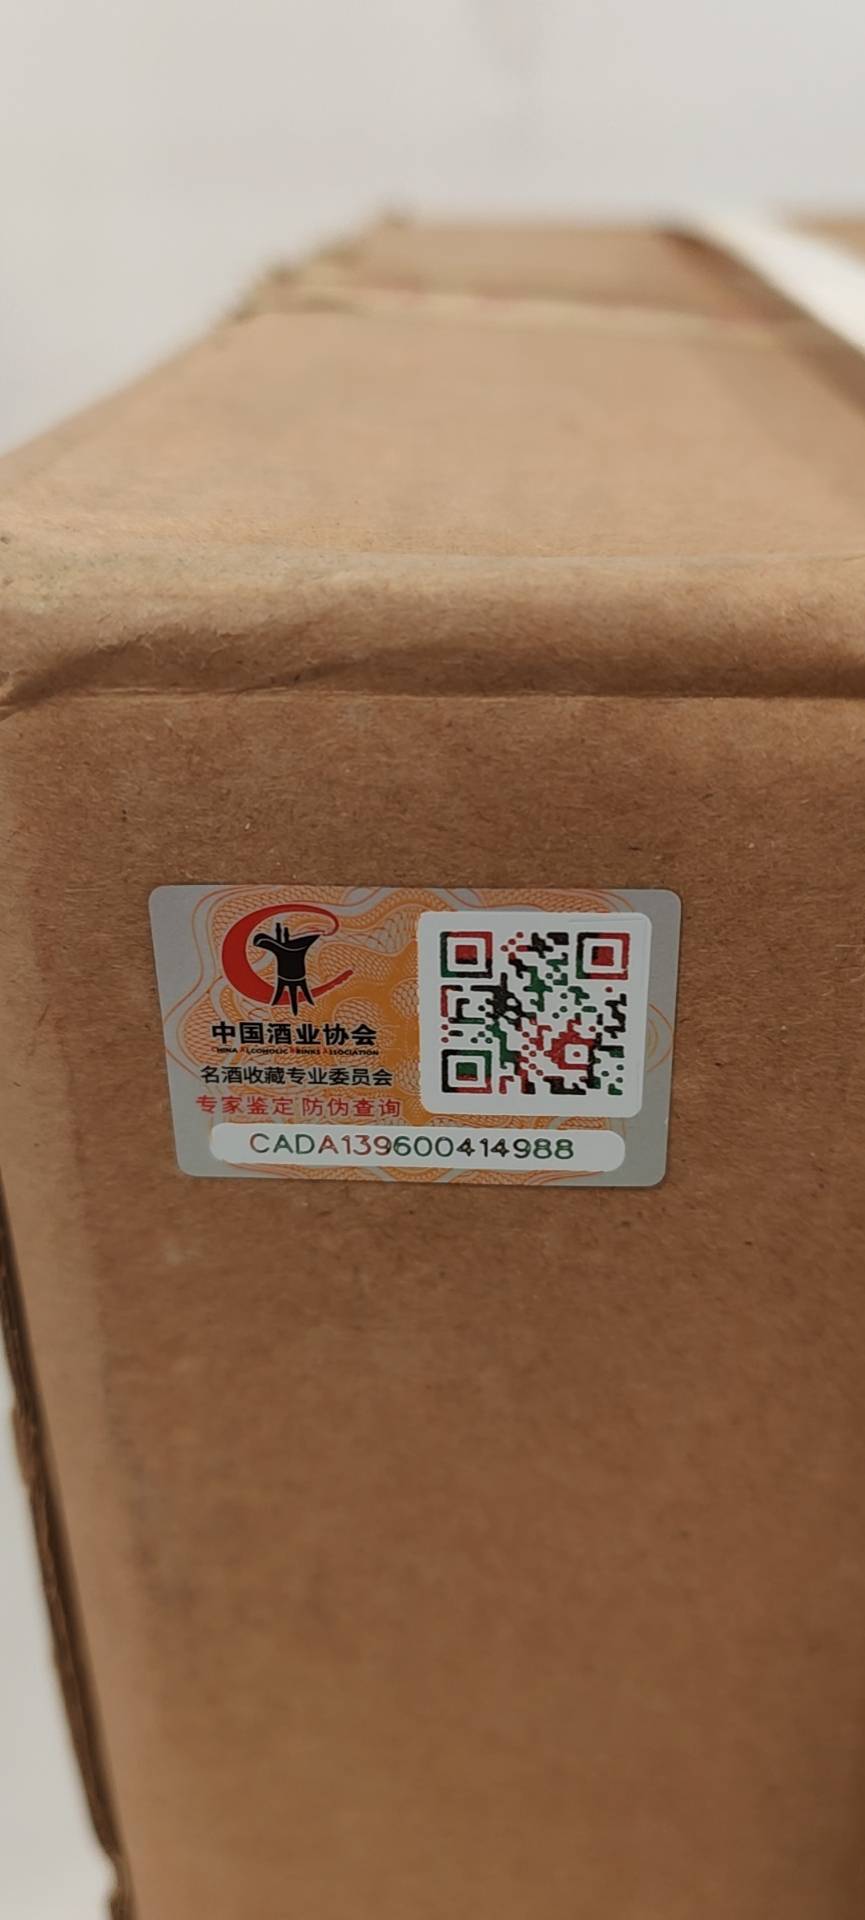 中国酒业协会
CHINA ALCOHOLIC DRINKS ASSOCIATION
名酒收藏专业委员会
专家鉴定 防伪查询
CADA139600414988